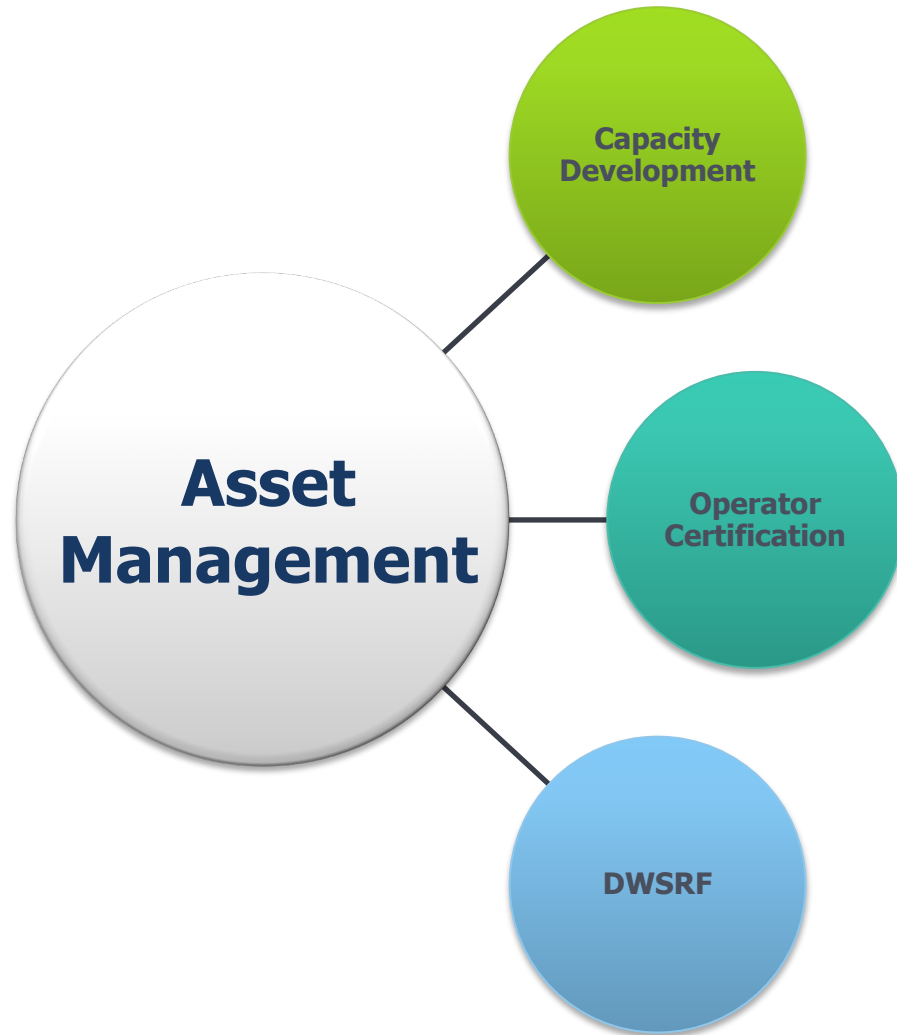 Capacity
Development
Asset
Management
Operator
Certification
DWSRF